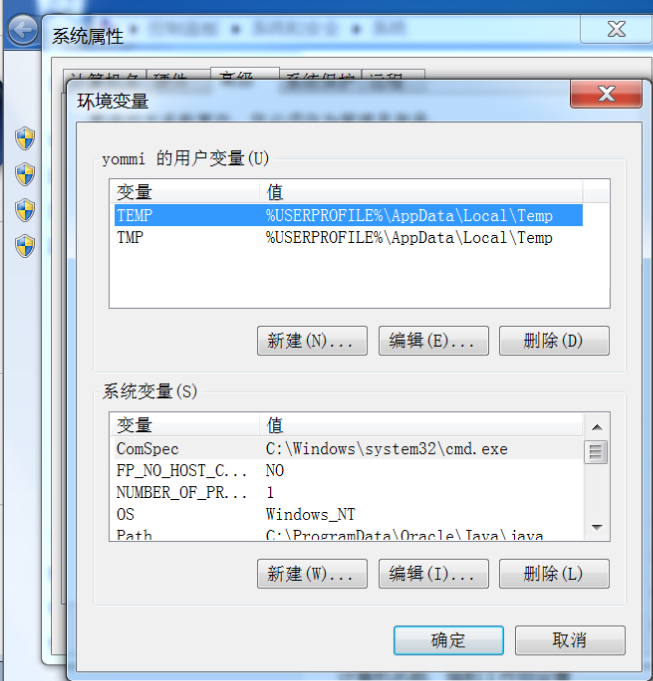 系统属性
高级
环境变量
yommi 的用户变量(U)
变量 值
TEMP %USERPROFILE%\AppData\Local\Temp
TMP %USERPROFILE%\AppData\Local\Temp
新建(N)... 编辑(E)... 删除(D)
系统变量(S)
变量 值
ComSpec C:\Windows\system32\cmd.exe
FP_NO_HOST_C... NO
NUMBER_OF_PR... 1
OS Windows_NT
Path C:\ProgramData\Oracle\Java\java
新建(W)... 编辑(I)... 删除(L)
确定 取消